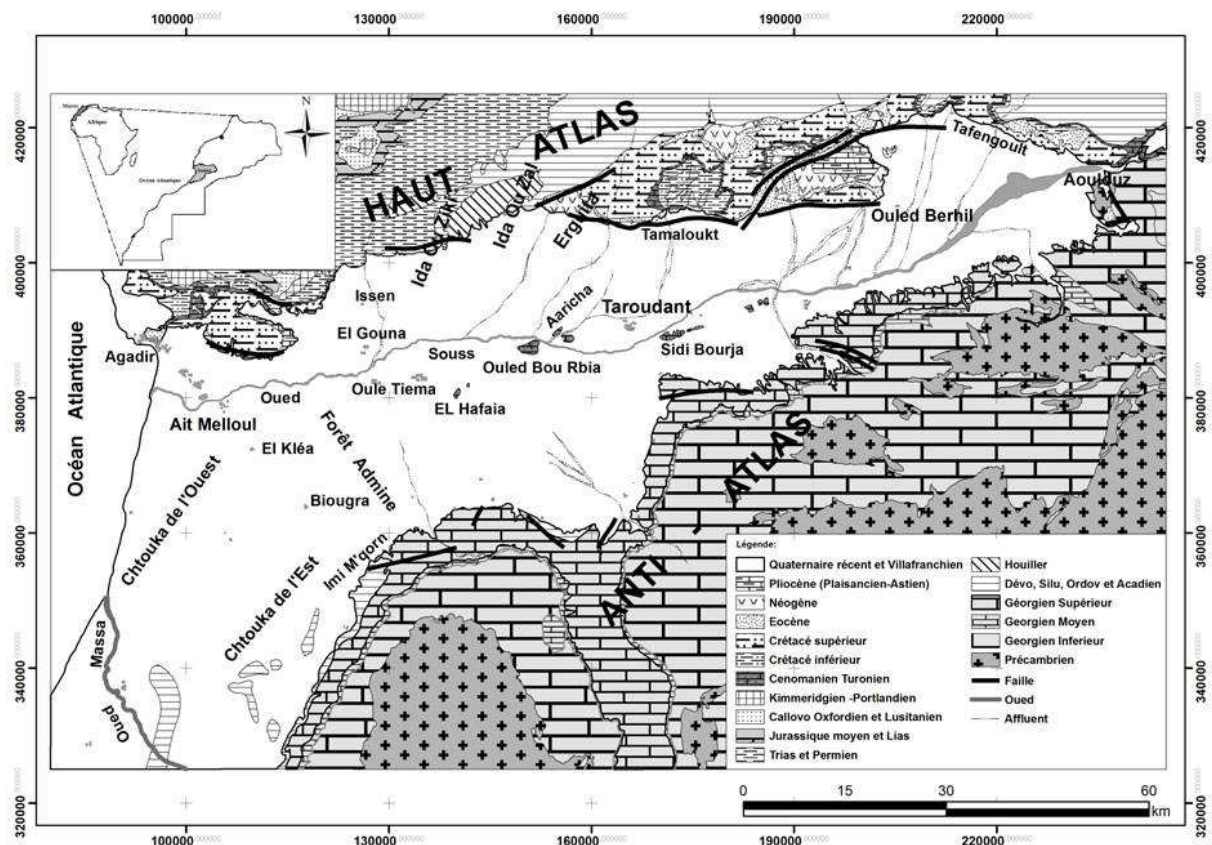 100000 130000 160000 190000 220000
420000
400000
380000
360000
340000
320000
420000
400000
380000
360000
340000
320000
Maroc
Afrique
Océan atlantique
N
HAUT ATLAS
Tafengoult
Aoulouz
Ida Ou Zal
Erguita
Ouled Berhil
Tamaloukt
Issen
Aaricha
Taroudant
El Gouna
Agadir
Souss
Sidi Bourja
Ouled Bou Rbia
Oule Tiema
Oued
EL Hafaia
Océan Atlantique
Ait Melloul
El Kléa
Forêt Admine
Biougra
Chtouka de l'Ouest
Chtouka de l'Est
Imi M'qorn
ANTI ATLAS
Massa
Oued
Légende:
Quaternaire récent et Villafranchien
Pliocène (Plaisancien-Astien)
Néogène
Eocène
Crétacé supérieur
Crétacé inférieur
Cenomanien Turonien
Kimmeridgien -Portlandien
Callovo Oxfordien et Lusitanien
Jurassique moyen et Lias
Trias et Permien
Houiller
Dévo, Silu, Ordov et Acadien
Géorgien Supérieur
Georgien Moyen
Georgien Inferieur
Précambrien
Faille
Oued
Affluent
0 15 30 60
km
100000 130000 160000 190000 220000